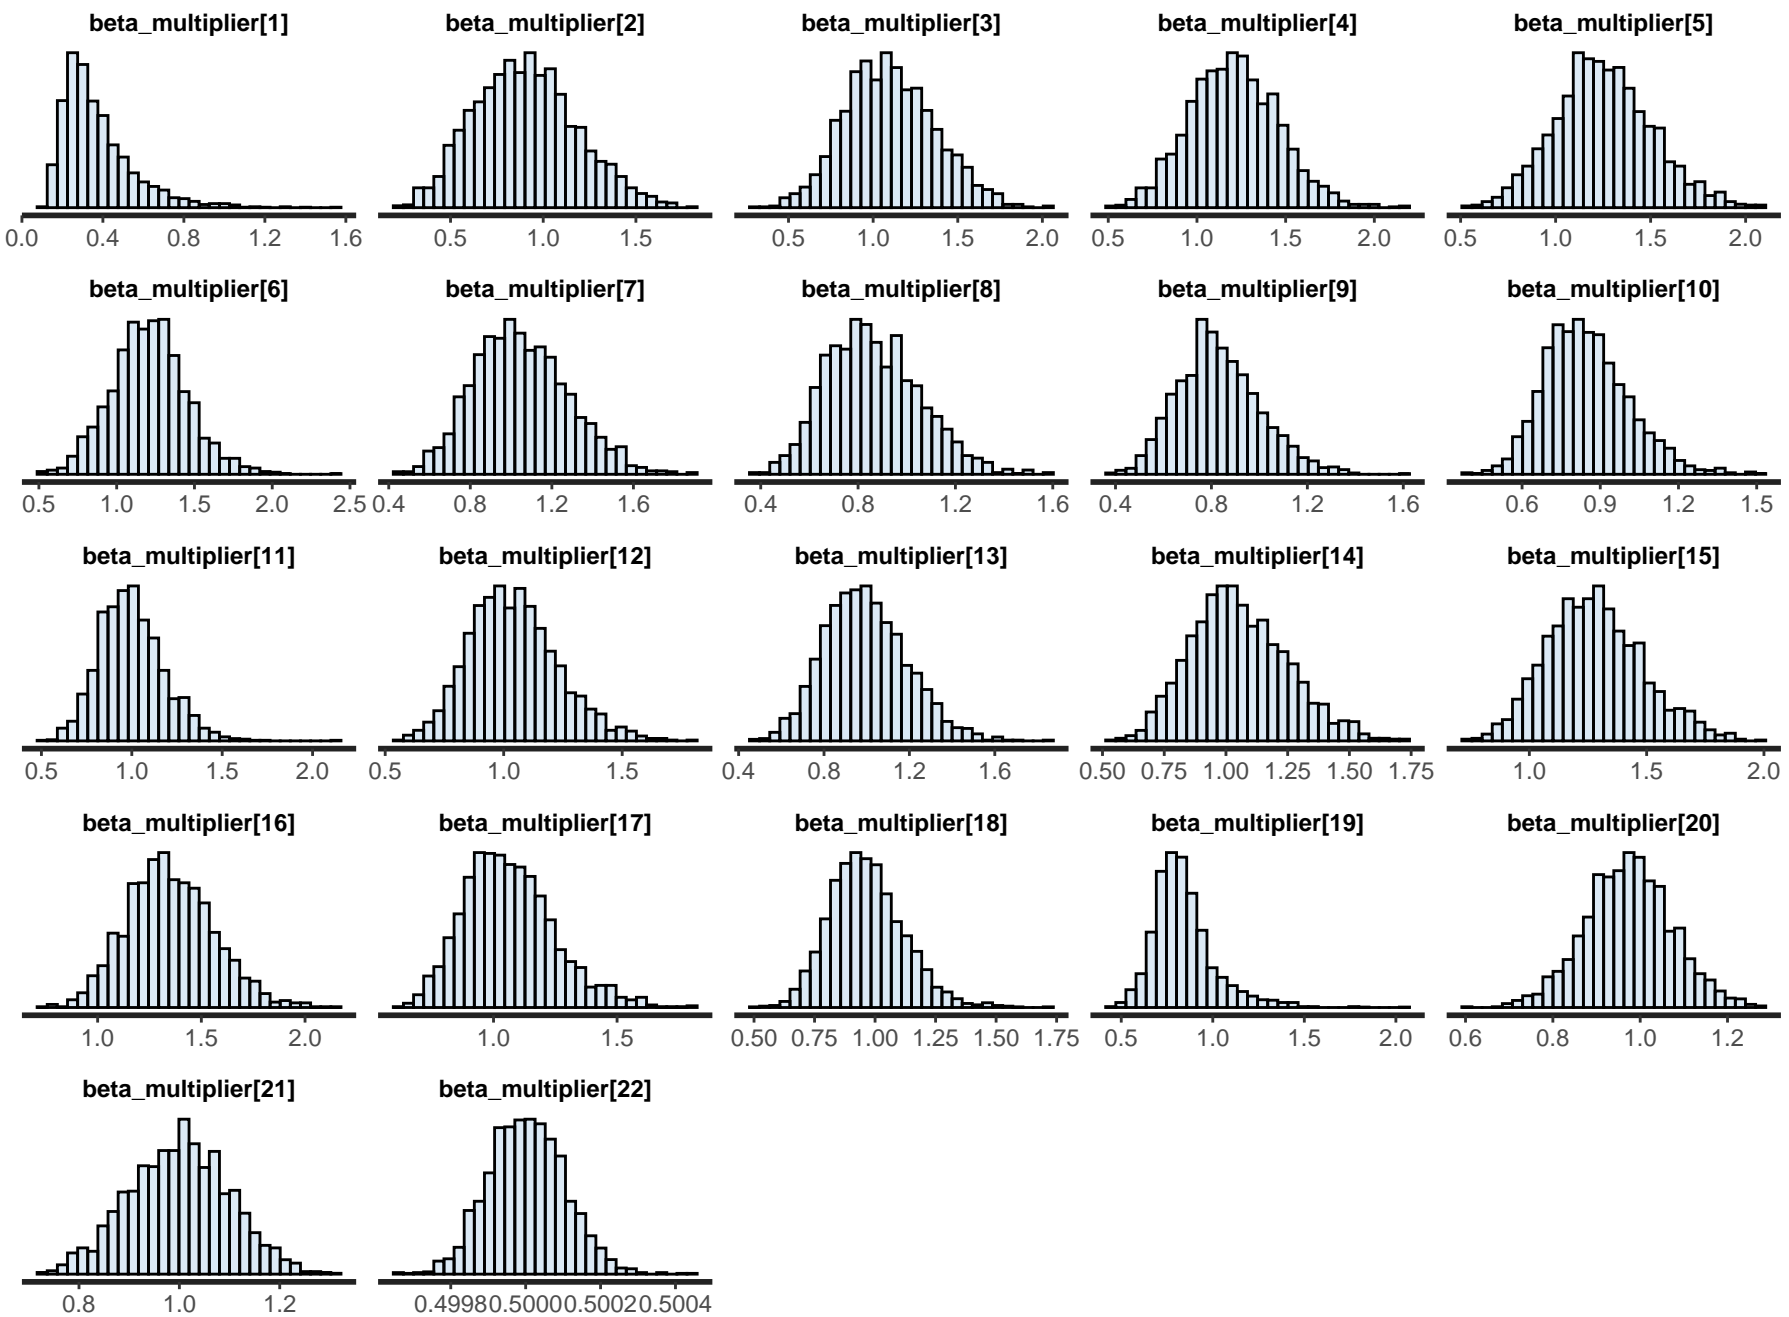 beta_multiplier[1] beta_multiplier[2] beta_multiplier[3] beta_multiplier[4] beta_multiplier[5]
0.0 0.4 0.8 1.2 1.6 0.5 1.0 1.5 0.5 1.0 1.5 2.0 0.5 1.0 1.5 2.0 0.5 1.0 1.5 2.0
beta_multiplier[6] beta_multiplier[7] beta_multiplier[8] beta_multiplier[9] beta_multiplier[10]
0.5 1.0 1.5 2.0 2.5 0.4 0.8 1.2 1.6 0.4 0.8 1.2 1.6 0.4 0.8 1.2 1.6 0.6 0.9 1.2 1.5
beta_multiplier[11] beta_multiplier[12] beta_multiplier[13] beta_multiplier[14] beta_multiplier[15]
0.5 1.0 1.5 2.0 0.5 1.0 1.5 0.4 0.8 1.2 1.6 0.50 0.75 1.00 1.25 1.50 1.75 1.0 1.5 2.0
beta_multiplier[16] beta_multiplier[17] beta_multiplier[18] beta_multiplier[19] beta_multiplier[20]
1.0 1.5 2.0 1.0 1.5 0.50 0.75 1.00 1.25 1.50 1.75 0.5 1.0 1.5 2.0 0.6 0.8 1.0 1.2
beta_multiplier[21] beta_multiplier[22]
0.8 1.0 1.2 0.4998 0.5000 0.5002 0.5004